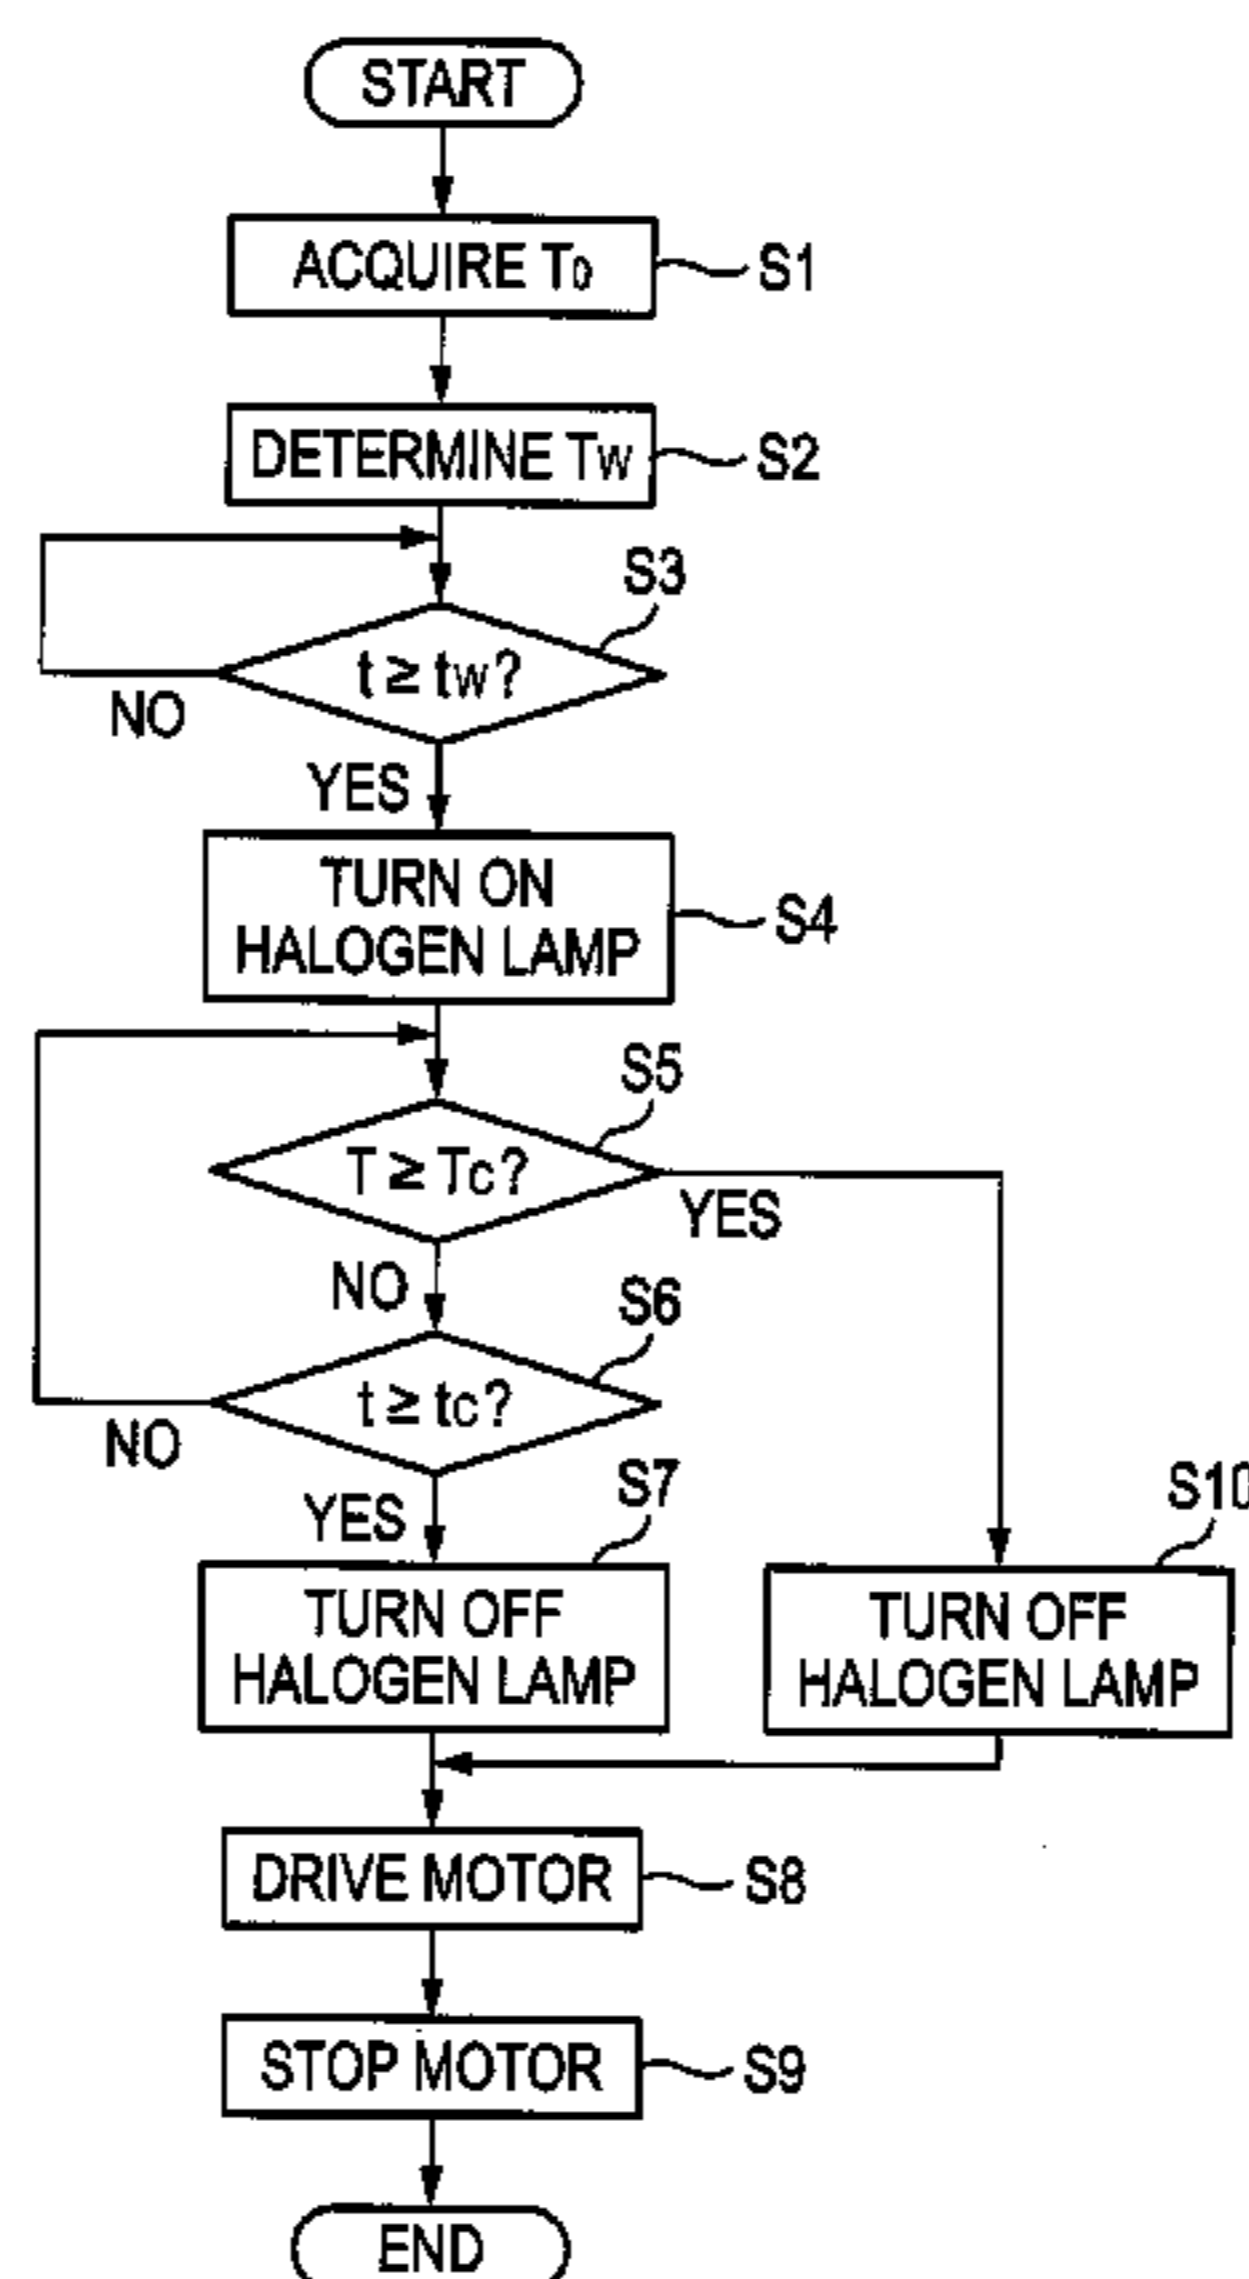 START
ACQUIRE T0
S1
DETERMINE TW
S2
S3
t ≥ tW?
NO
YES
TURN ON
HALOGEN LAMP
S4
S5
T ≥ TC?
YES
NO
S6
t ≥ tC?
NO
YES
S7
S10
TURN OFF
HALOGEN LAMP
TURN OFF
HALOGEN LAMP
DRIVE MOTOR
S8
STOP MOTOR
S9
END